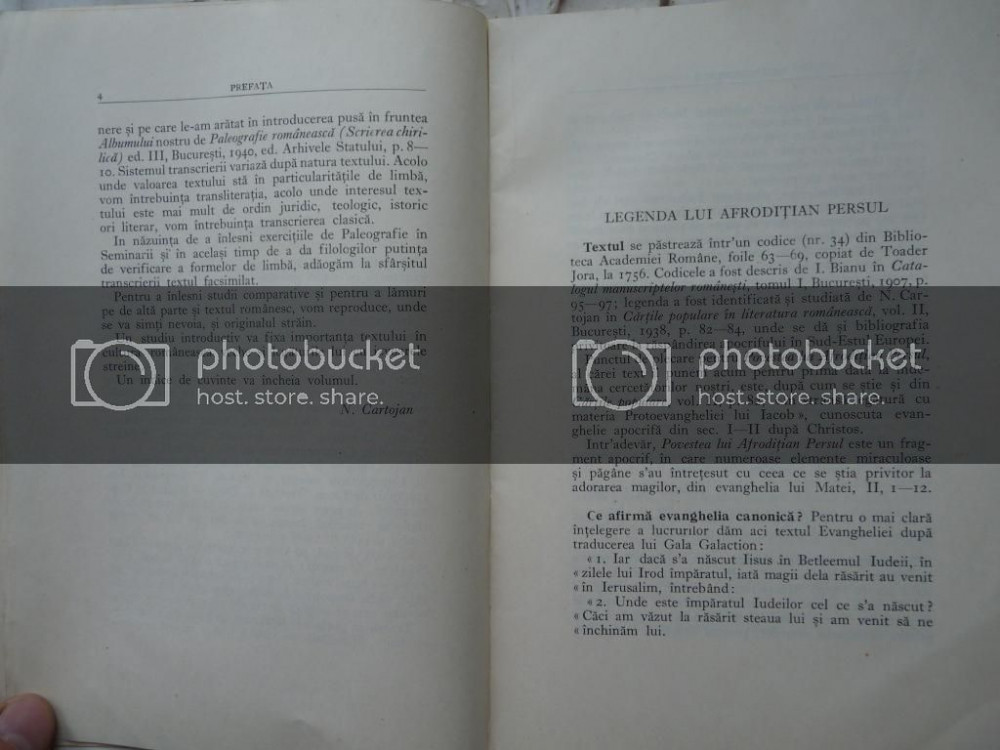 4
PREFAȚA
nere și pe care le-am arătat în introducerea pusă în fruntea
Albumului nostru de Paleografie românească (Scrierea chiri-
lică) ed. III, București, 1940, ed. Arhivele Statului, p. 8—
10. Sistemul transcrierii variază după natura textului. Acolo
unde valoarea textului stă în particularitățile de limbă,
vom întrebuința transliterația, acolo unde interesul tex-
tului este mai mult de ordin juridic, teologic, istoric
ori literar, vom întrebuința transcrierea clasică.
In năzuința de a înlesni exercițiile de Paleografie în
Seminarii și în același timp de a da filologilor putința
de verificare a formelor de limbă, adăogăm la sfârșitul
transcrierii textul facsimilat.
Pentru a înlesni studii comparative și pentru a lămuri
pe de altă parte și textul românesc, vom reproduce, unde
se va simți nevoia, și originalul străin.
Un studiu introductiv va fixa importanța textului în
streine.
Un indice de cuvinte va încheia volumul.
N. Cartojan
LEGENDA LUI AFRODIȚIAN PERSUL
Textul se păstrează într'un codice (nr. 34) din Biblio-
teca Academiei Române, foile 63—69, copiat de Toader
Jora, la 1756. Codicele a fost descris de I. Bianu în Cata-
logul manuscriptelor românești, tomul I, București, 1907, p.
95—97; legenda a fost identificată și studiată de N. Car-
tojan în Cărțile populare în literatura românească, vol. II,
București, 1938, p. 82—84, unde se dă și bibliografia
apocrifului în Sud-Estul Europei.
materia Protoevangheliei lui Iacob », cunoscuta evan-
ghelie apocrifă din sec. I—II după Christos.
Intr'adevăr, Povestea lui Afrodițian Persul este un frag-
ment apocrif, în care numeroase elemente miraculoase
și păgâne s'au întrețesut cu ceea ce se știa privitor la
adorarea magilor, din evanghelia lui Matei, II, 1—12.
Ce afirmă evanghelia canonică? Pentru o mai clară
înțelegere a lucrurilor dăm aci textul Evangheliei după
traducerea lui Gala Galaction:
« 1. Iar dacă s'a născut Iisus în Betleemul Iudeii, în
« zilele lui Irod împăratul, iată magii dela răsărit au venit
« în Ierusalim, întrebând:
« 2. Unde este împăratul Iudeilor cel ce s'a născut?
« Căci am văzut la răsărit steaua lui și am venit să ne
« închinăm lui.
photobucket
host. store. share.
photobucket
host. store. share.